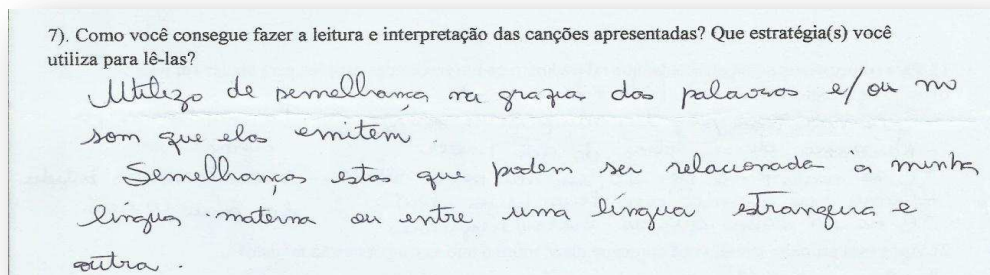 7). Como você consegue fazer a leitura e interpretação das canções apresentadas? Que estratégia(s) você
utiliza para lê-las?
Utilizo de semelhança na grafia das palavras e/ou no
som que elas emitem
Semelhanças estas que podem ser relacionada a minha
língua materna ou entre uma língua estrangeira e
outra.